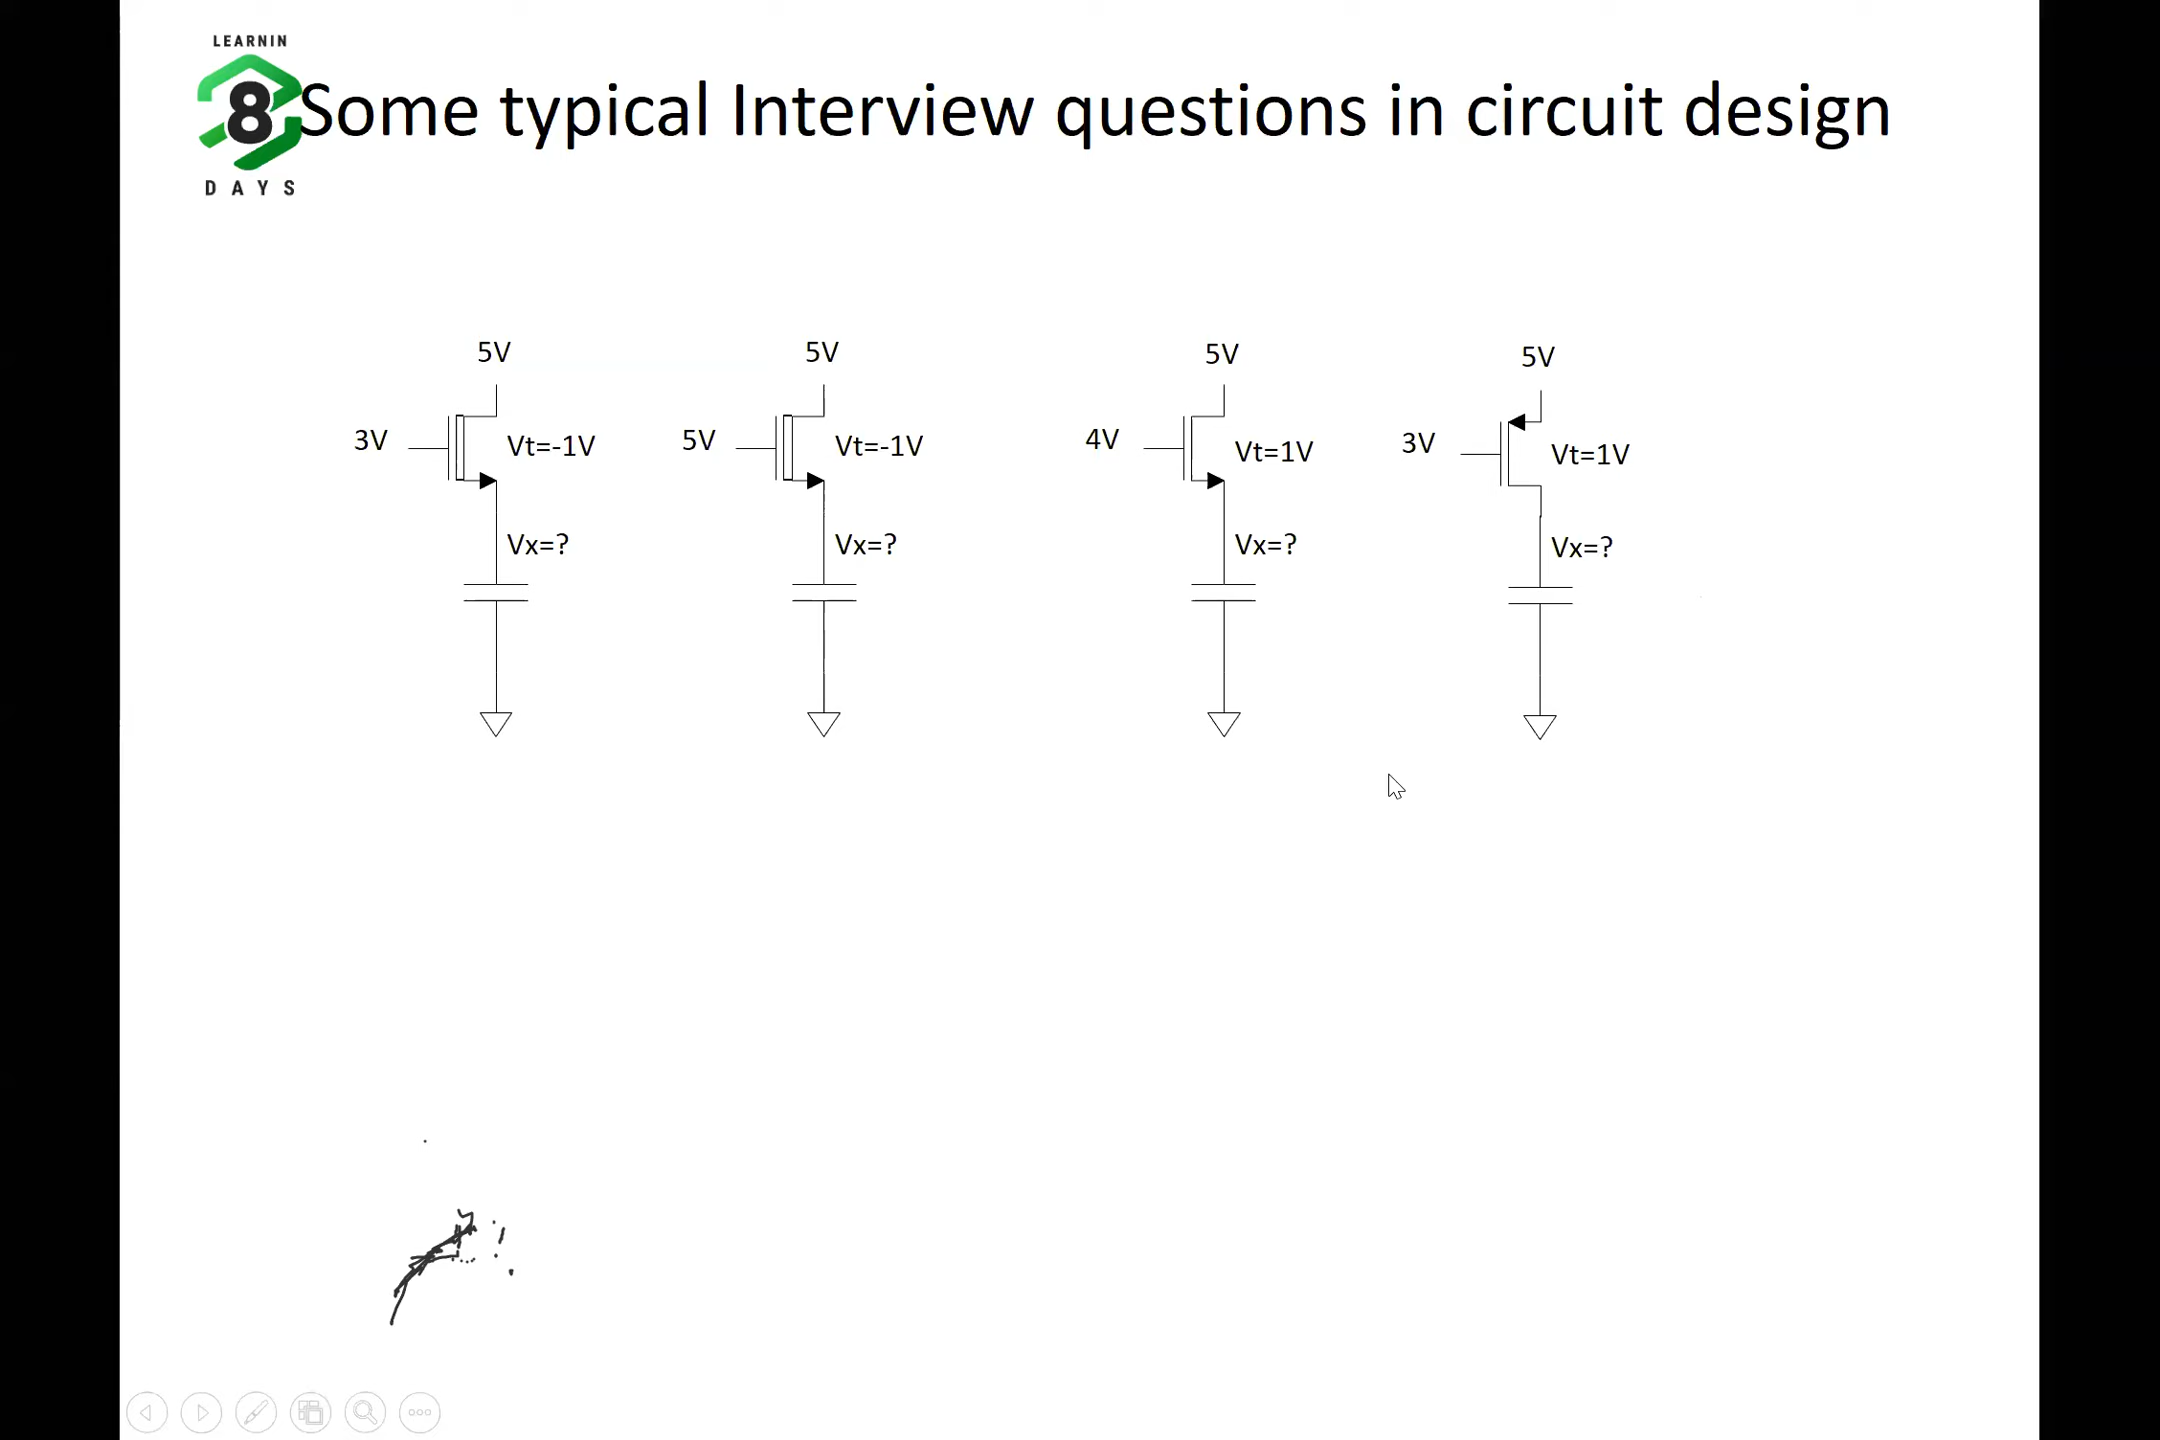 LEARNIN
8
DAYS
Some typical Interview questions in circuit design
5V 5V 5V 5V
3V Vt=-1V 5V Vt=-1V 4V Vt=1V 3V Vt=1V
Vx=? Vx=? Vx=? Vx=?